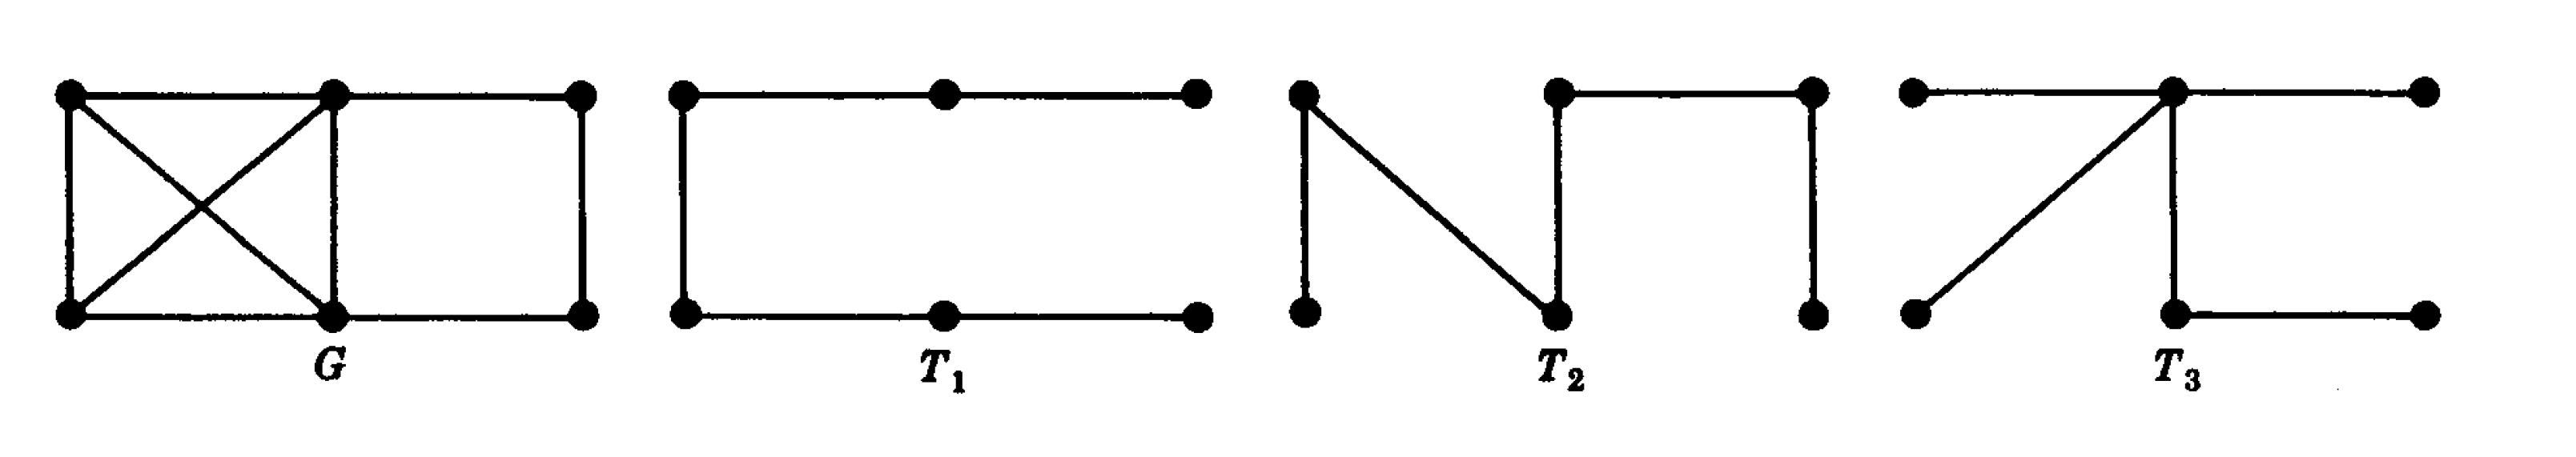 G T₁ T₂ T₃